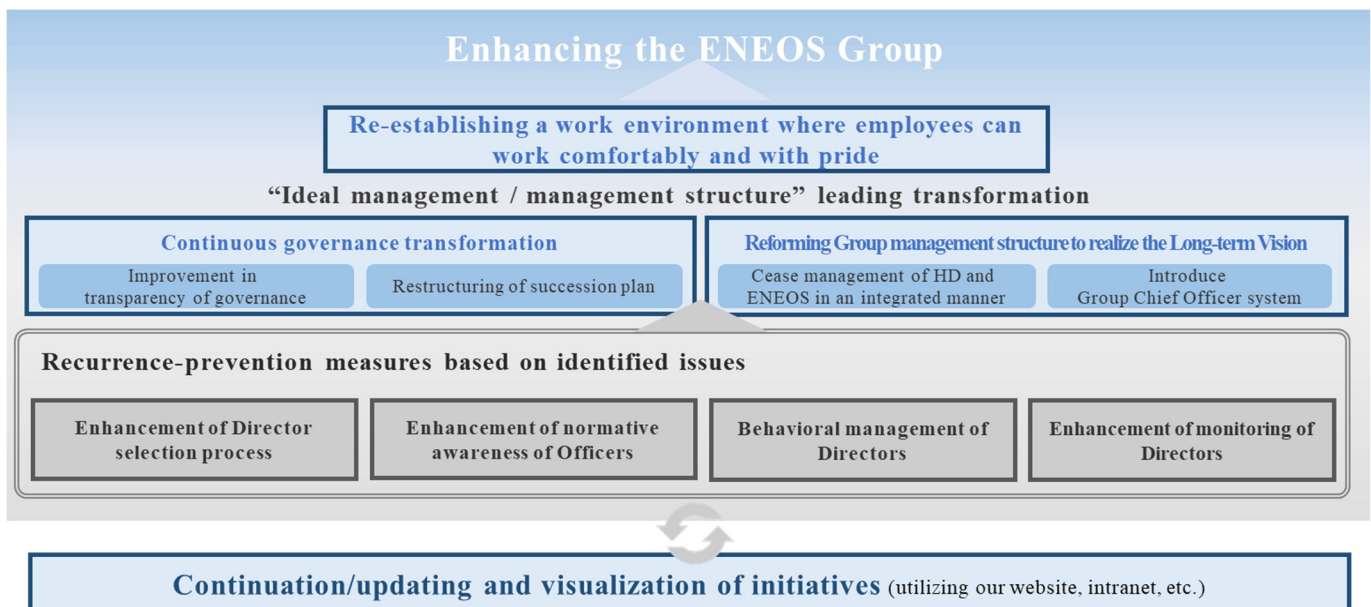 Enhancing the ENEOS Group
Re-establishing a work environment where employees can
work comfortably and with pride
“Ideal management / management structure” leading transformation
Continuous governance transformation
Improvement in
transparency of governance
Restructuring of succession plan
Reforming Group management structure to realize the Long-term Vision
Cease management of HD and
ENEOS in an integrated manner
Introduce
Group Chief Officer system
Recurrence-prevention measures based on identified issues
Enhancement of Director
selection process
Enhancement of normative
awareness of Officers
Behavioral management of
Directors
Enhancement of monitoring of
Directors
Continuation/updating and visualization of initiatives (utilizing our website, intranet, etc.)